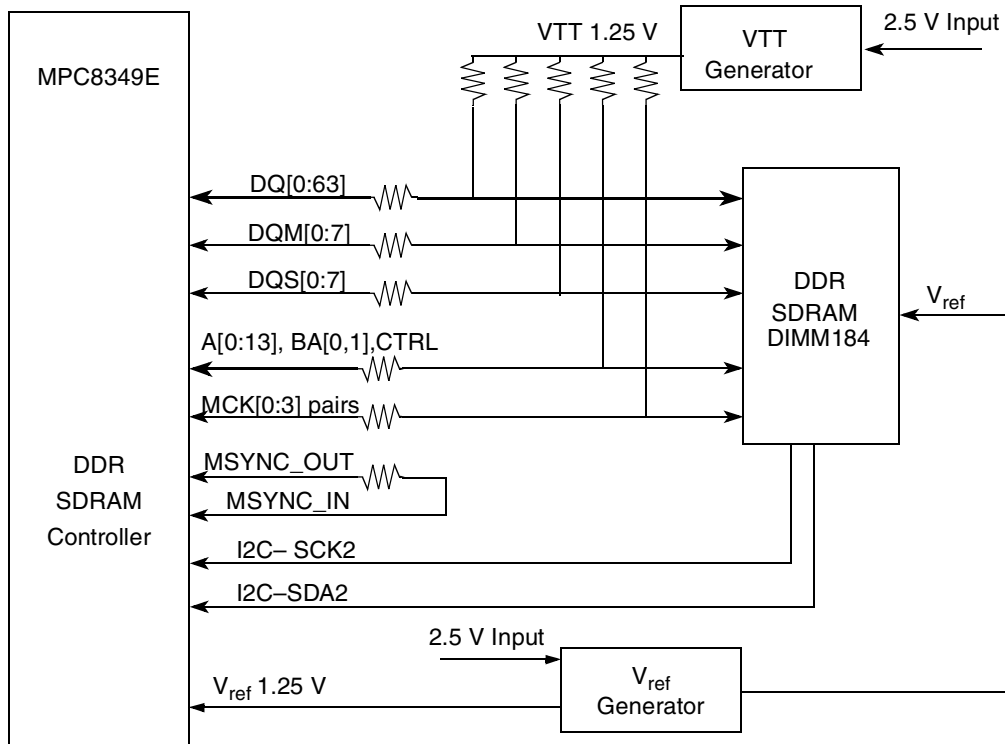 MPC8349E
VTT 1.25 V
VTT
Generator
2.5 V Input
DQ[0:63]
DQM[0:7]
DQS[0:7]
A[0:13], BA[0,1],CTRL
MCK[0:3] pairs
MSYNC_OUT
MSYNC_IN
I2C– SCK2
I2C–SDA2
DDR
SDRAM
Controller
DDR
SDRAM
DIMM184
Vref
2.5 V Input
Vref 1.25 V
Vref
Generator